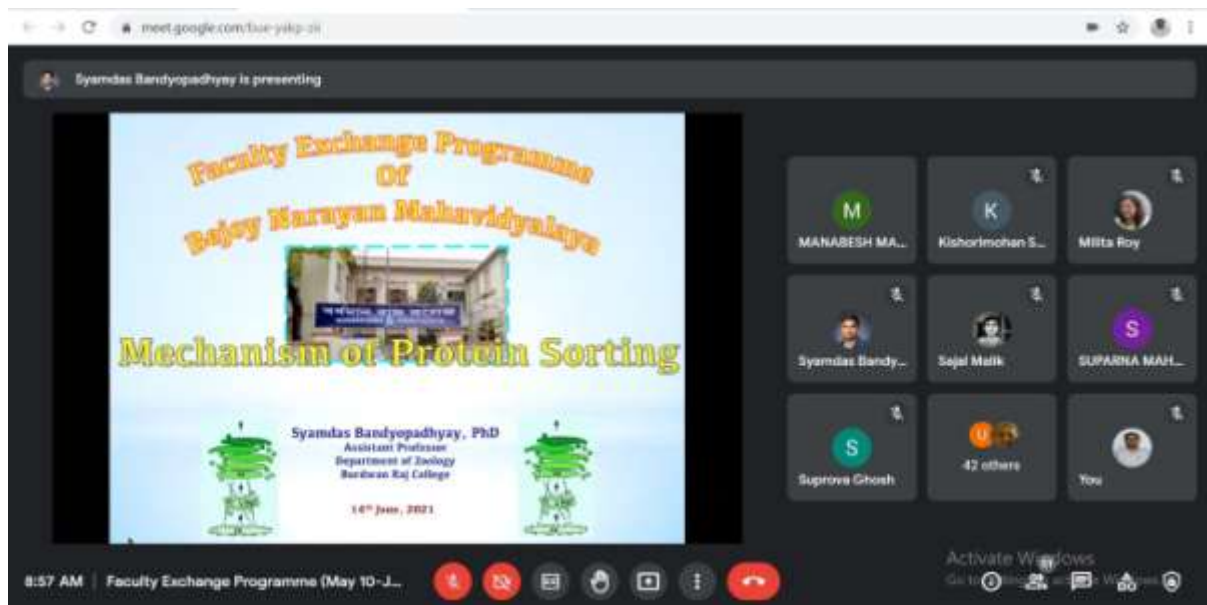 meet.google.com/
Syamdas Bandyopadhyay is presenting
Faculty Exchange Programme
Of
Bejoy Narayan Mahavidyalaya
Mechanism of Protein Sorting
Syamdas Bandyopadhyay, PhD
Assistant Professor
Department of Zoology
Burdwan Raj College
14th June, 2021
M
MANABESH MA...
K
Kishorimohan S...
Milita Roy
Syamdas Bandy...
Sajal Malik
S
SUPARNA MAH...
S
Suprova Ghosh
U
42 others
You
8:57 AM | Faculty Exchange Programme (May 10-J...
Activate Windows